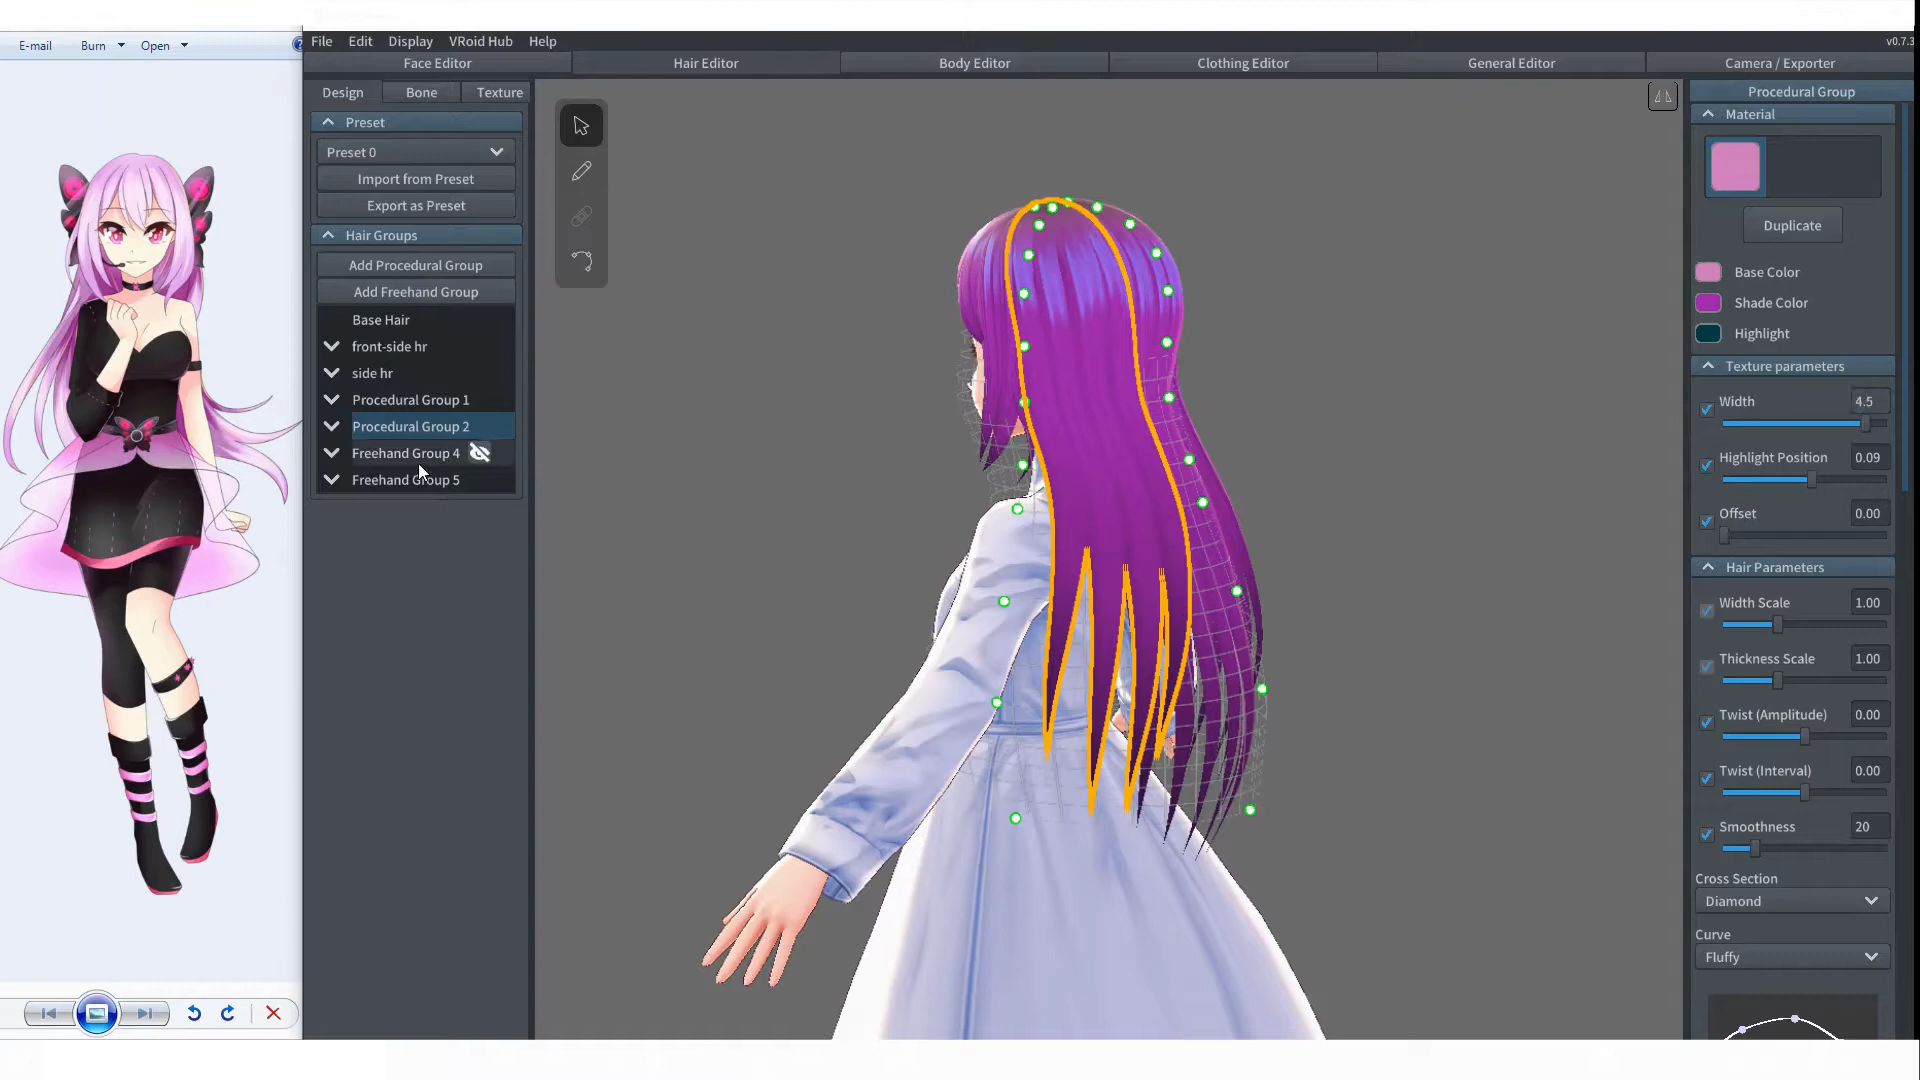 E-mail Burn Open
File Edit Display VRoid Hub Help
v0.7.3
Face Editor Hair Editor Body Editor Clothing Editor General Editor Camera / Exporter
Design Bone Texture
Preset
Preset 0
Import from Preset
Export as Preset
Hair Groups
Add Procedural Group
Add Freehand Group
Base Hair
front-side hr
side hr
Procedural Group 1
Procedural Group 2
Freehand Group 4
Freehand Group 5
Procedural Group
Material
Duplicate
Base Color
Shade Color
Highlight
Texture parameters
Width 4.5
Highlight Position 0.09
Offset 0.00
Hair Parameters
Width Scale 1.00
Thickness Scale 1.00
Twist (Amplitude) 0.00
Twist (Interval) 0.00
Smoothness 20
Cross Section
Diamond
Curve
Fluffy